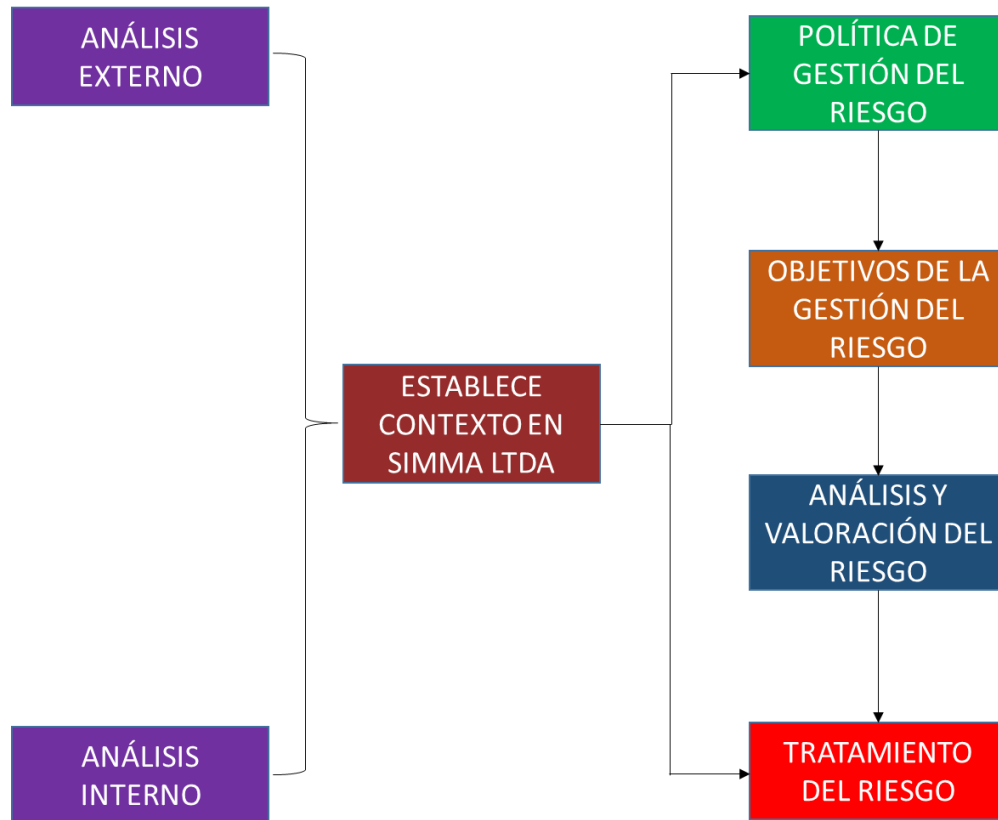 ANÁLISIS
EXTERNO
POLÍTICA DE
GESTIÓN DEL
RIESGO
OBJETIVOS DE LA
GESTIÓN DEL
RIESGO
ESTABLECE
CONTEXTO EN
SIMMA LTDA
ANÁLISIS Y
VALORACIÓN DEL
RIESGO
ANÁLISIS
INTERNO
TRATAMIENTO
DEL RIESGO